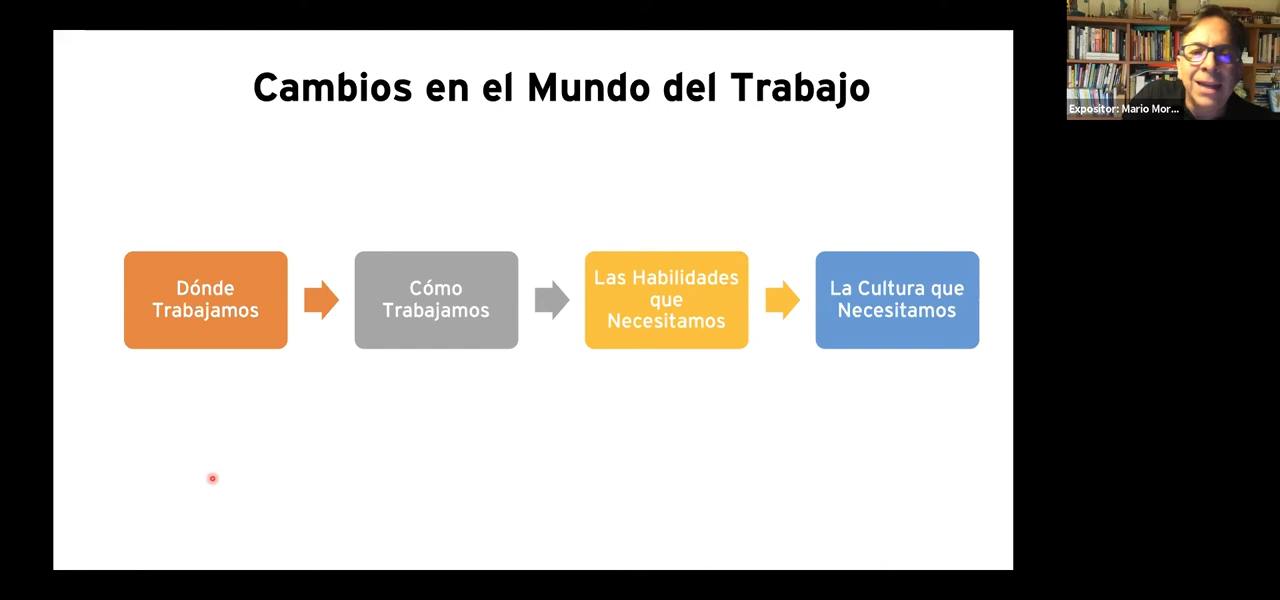 Cambios en el Mundo del Trabajo
Dónde
Trabajamos
Cómo
Trabajamos
Las Habilidades
que
Necesitamos
La Cultura que
Necesitamos
Expositor: Mario Mor...